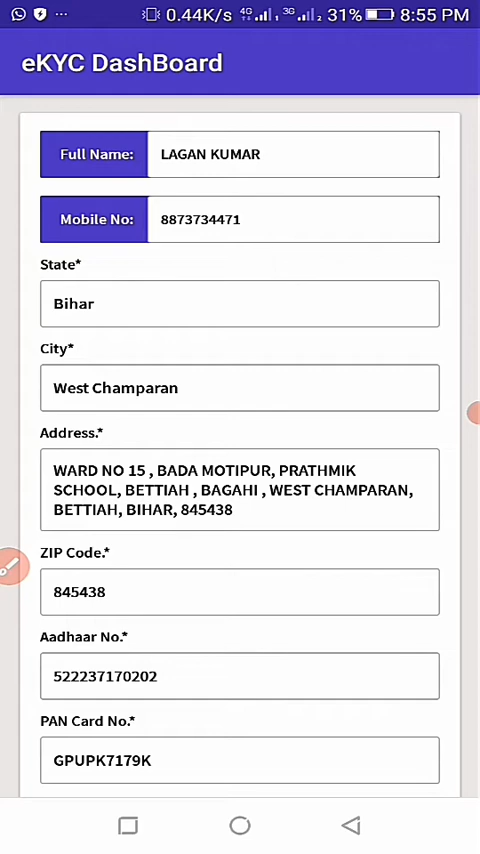 0.44K/s 4G 1 3G 2 31% 8:55 PM
eKYC DashBoard
Full Name: LAGAN KUMAR
Mobile No: 8873734471
State*
Bihar
City*
West Champaran
Address.*
WARD NO 15 , BADA MOTIPUR, PRATHMIK
SCHOOL, BETTIAH , BAGAHI , WEST CHAMPARAN,
BETTIAH, BIHAR, 845438
ZIP Code.*
845438
Aadhaar No.*
522237170202
PAN Card No.*
GPUPK7179K